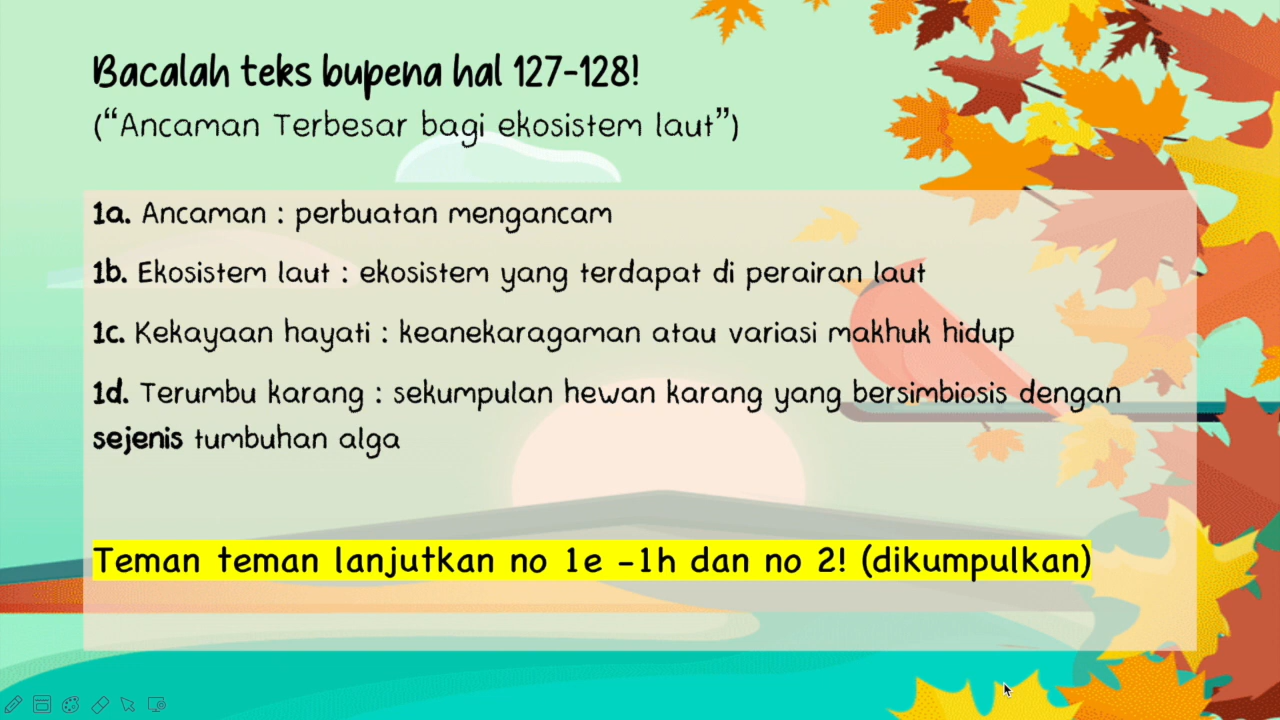 Bacalah teks bupena hal 127-128!
(“Ancaman Terbesar bagi ekosistem laut”)
1a. Ancaman : perbuatan mengancam
1b. Ekosistem laut : ekosistem yang terdapat di perairan laut
1c. Kekayaan hayati : keanekaragaman atau variasi makhuk hidup
1d. Terumbu karang : sekumpulan hewan karang yang bersimbiosis dengan
sejenis tumbuhan alga
Teman teman lanjutkan no 1e -1h dan no 2! (dikumpulkan)